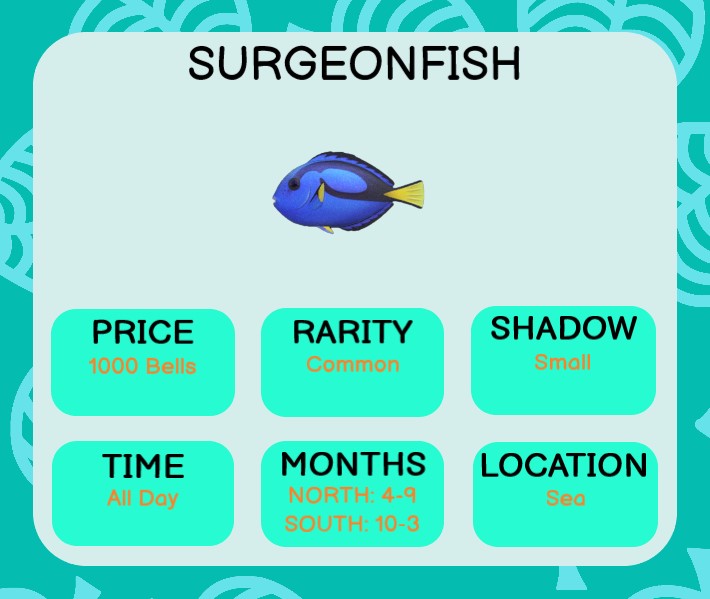 SURGEONFISH
PRICE
1000 Bells
RARITY
Common
SHADOW
Small
TIME
All Day
MONTHS
NORTH: 4-9
SOUTH: 10-3
LOCATION
Sea